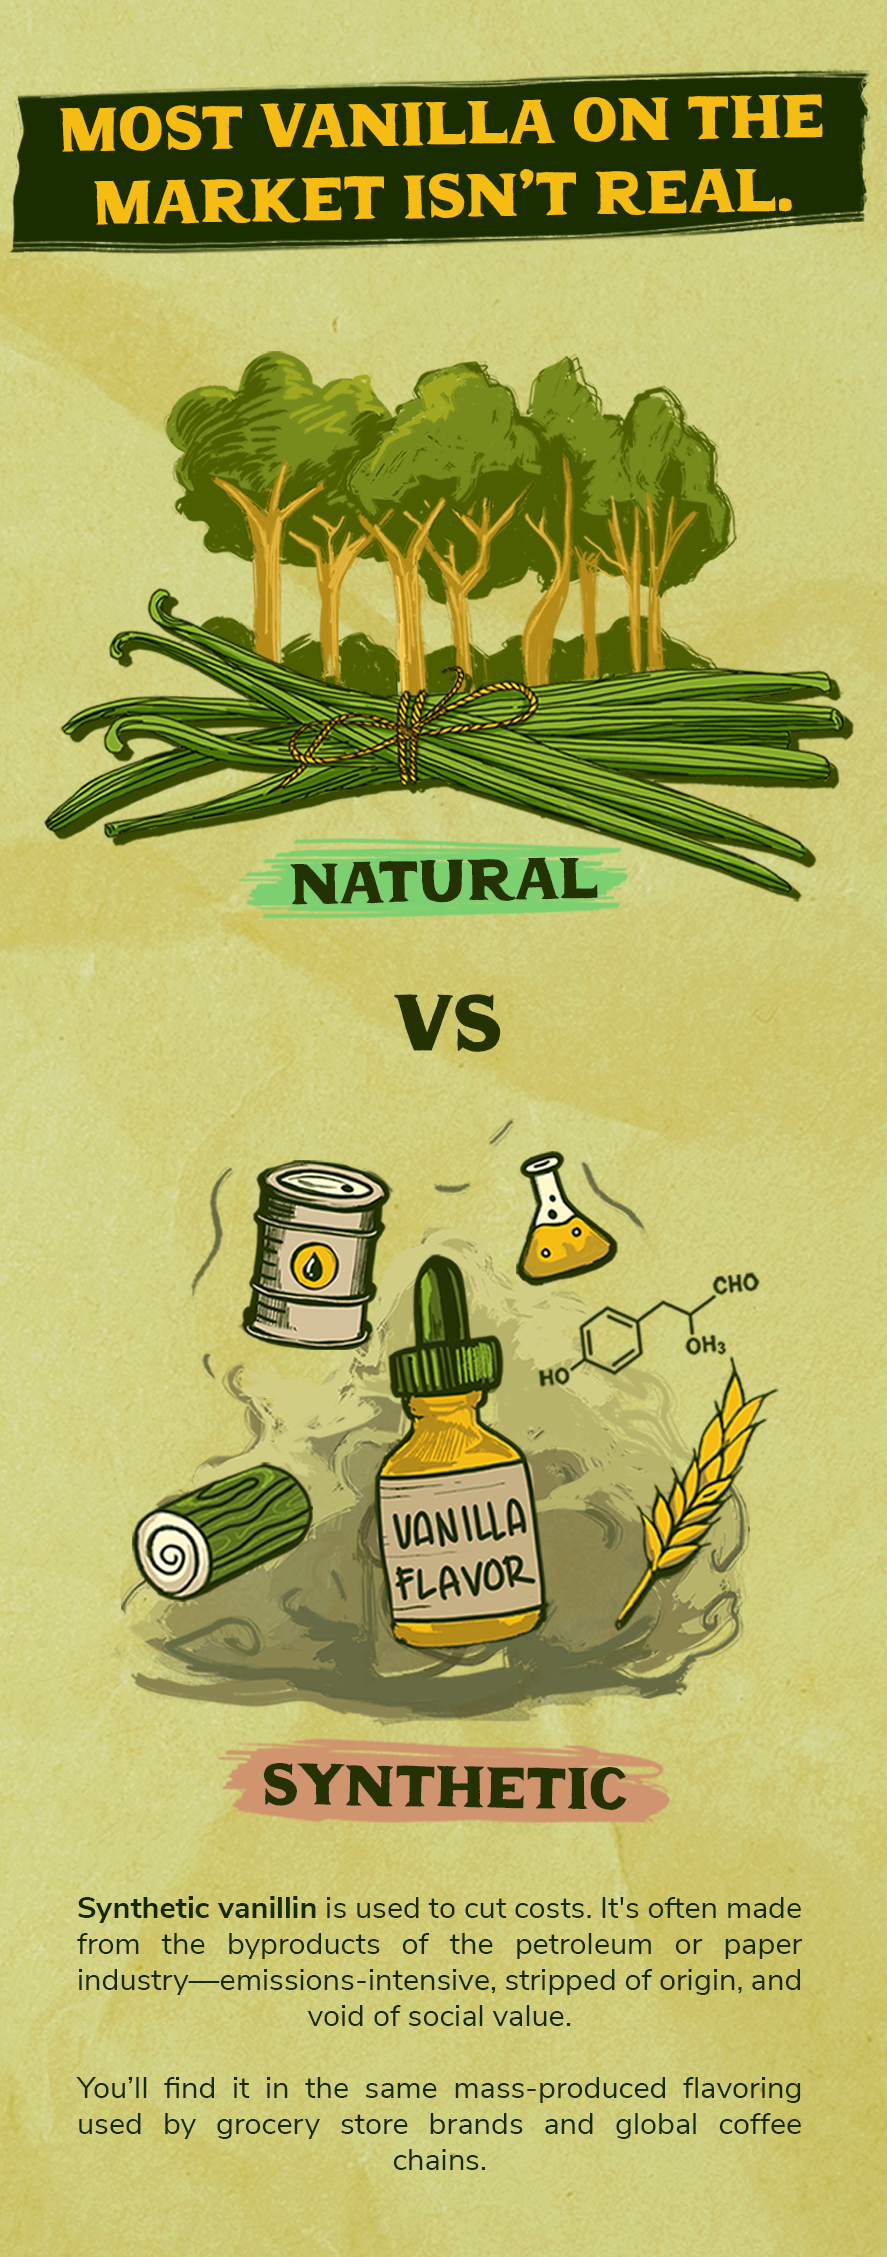 MOST VANILLA ON THE
MARKET ISN'T REAL.
NATURAL
VS
CHO
OH₃
HO
VANILLA
FLAVOR
SYNTHETIC
Synthetic vanillin is used to cut costs. It's often made
from the byproducts of the petroleum or paper
industry—emissions-intensive, stripped of origin, and
void of social value.
You’ll find it in the same mass-produced flavoring
used by grocery store brands and global coffee
chains.